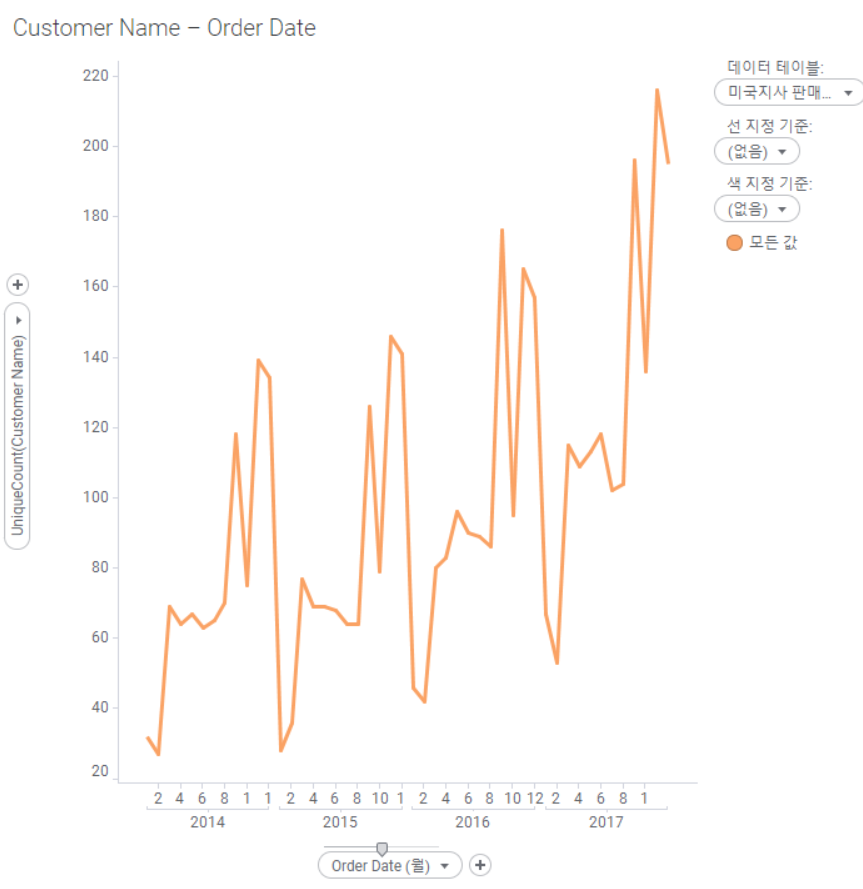 Customer Name – Order Date
데이터 테이블:
미국지사 판매...
선 지정 기준:
(없음)
색 지정 기준:
(없음)
모든 값
UniqueCount(Customer Name)
220
200
180
160
140
120
100
80
60
40
20
2 4 6 8 1 1 2 4 6 8 10 1 2 4 6 8 10 12 2 4 6 8 1
2014 2015 2016 2017
Order Date (월)